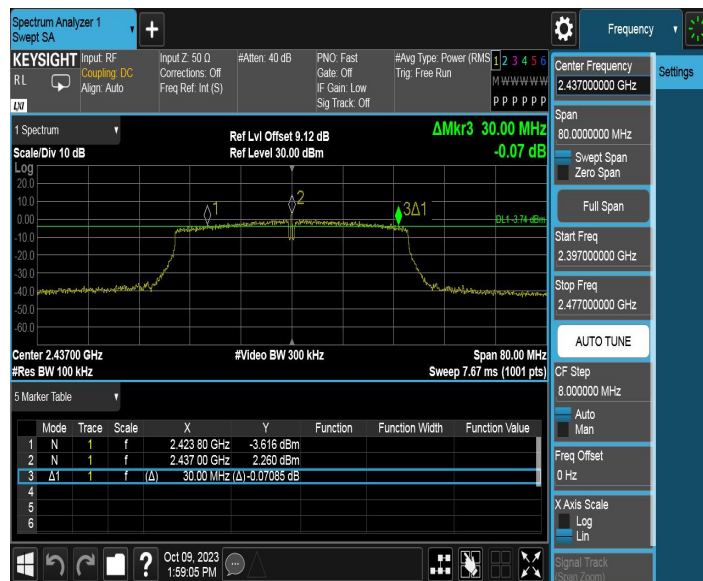 Spectrum Analyzer 1
Swept SA
+
Frequency
KEYSIGHT
Input: RF
Coupling: DC
Align: Auto
Input Z: 50 Ω
Corrections: Off
Freq Ref: Int (S)
#Atten: 40 dB
PNO: Fast
Gate: Off
IF Gain: Low
Sig Track: Off
#Avg Type: Power (RMS
Trig: Free Run
1 2 3 4 5 6
M W W W W W
P P P P P P
R L
LXI
Center Frequency
2.437000000 GHz
Settings
Span
80.0000000 MHz
Swept Span
Zero Span
Full Span
Start Freq
2.397000000 GHz
Stop Freq
2.477000000 GHz
AUTO TUNE
CF Step
8.000000 MHz
Auto
Man
Freq Offset
0 Hz
X Axis Scale
Log
Lin
Signal Track
(Span Zoom)
1 Spectrum
Scale/Div 10 dB
Ref Lvl Offset 9.12 dB
Ref Level 30.00 dBm
ΔMkr3 30.00 MHz
-0.07 dB
Log
20.0
10.0
0.00
-10.0
-20.0
-30.0
-40.0
-50.0
-60.0
1
2
3Δ1
DL1 -3.74 dBm
Center 2.43700 GHz
#Video BW 300 kHz
Span 80.00 MHz
#Res BW 100 kHz
Sweep 7.67 ms (1001 pts)
5 Marker Table
Mode Trace Scale X Y Function Function Width Function Value
1 N 1 f 2.423 80 GHz -3.616 dBm
2 N 1 f 2.437 00 GHz 2.260 dBm
3 Δ1 1 f (Δ) 30.00 MHz (Δ) -0.07085 dB
4
5
6
?
Oct 09, 2023
1:59:05 PM